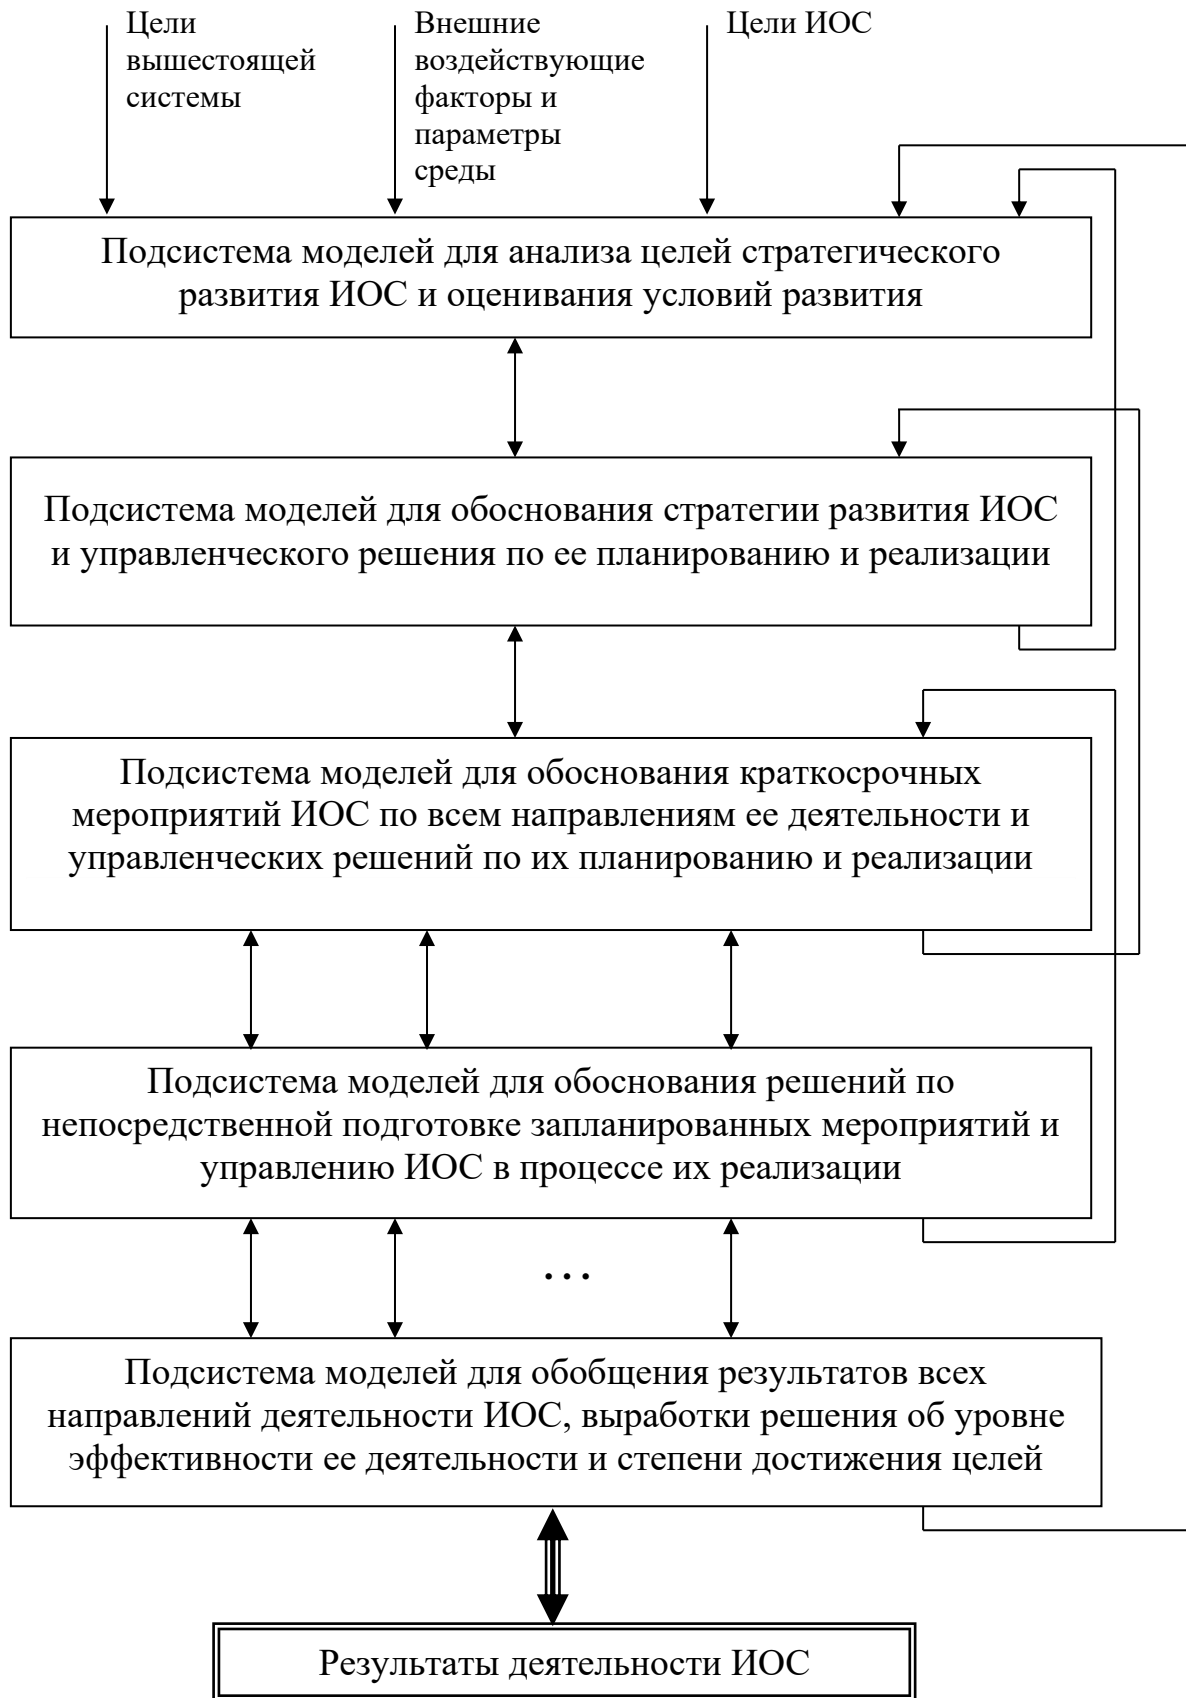 Цели
вышестоящей
системы
Внешние
воздействующие
факторы и
параметры
среды
Цели ИОС
Подсистема моделей для анализа целей стратегического
развития ИОС и оценивания условий развития
Подсистема моделей для обоснования стратегии развития ИОС
и управленческого решения по ее планированию и реализации
Подсистема моделей для обоснования краткосрочных
мероприятий ИОС по всем направлениям ее деятельности и
управленческих решений по их планированию и реализации
Подсистема моделей для обоснования решений по
непосредственной подготовке запланированных мероприятий и
управлению ИОС в процессе их реализации
…
Подсистема моделей для обобщения результатов всех
направлений деятельности ИОС, выработки решения об уровне
эффективности ее деятельности и степени достижения целей
Результаты деятельности ИОС